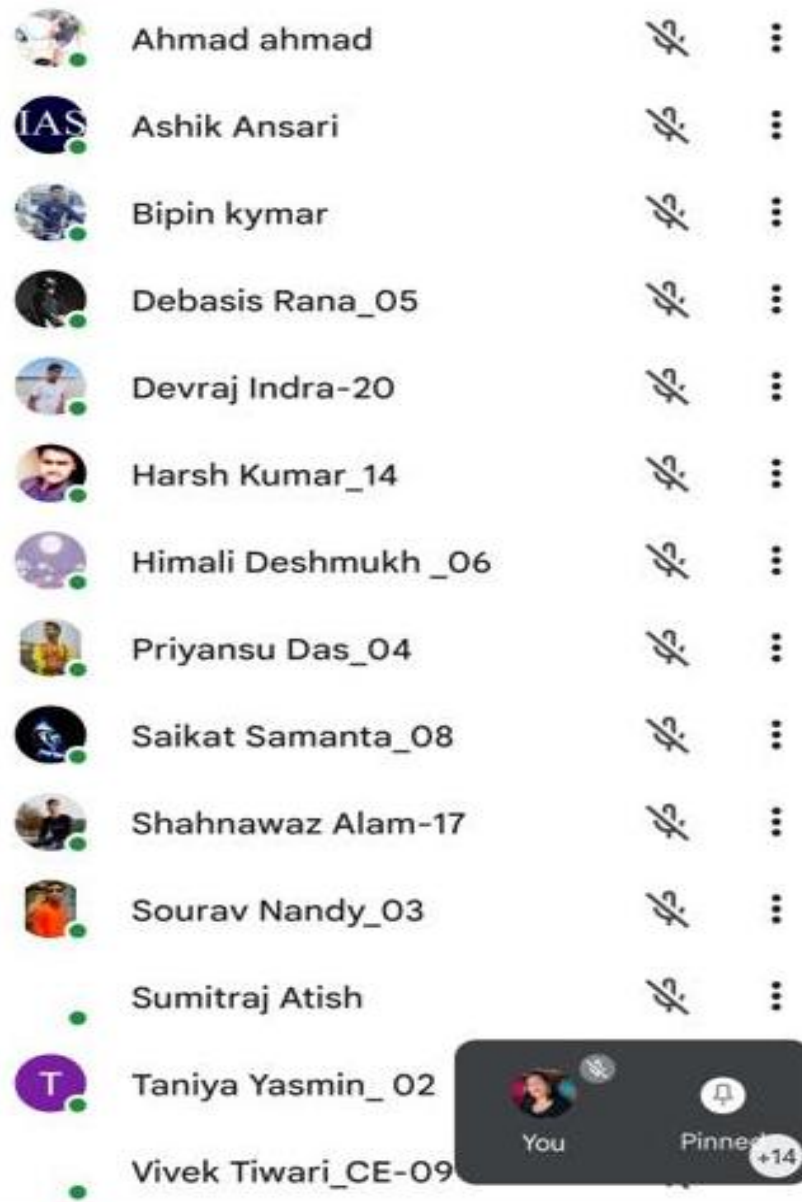 Ahmad ahmad
IAS
Ashik Ansari
Bipin kymar
Debasis Rana_05
Devraj Indra-20
Harsh Kumar_14
Himali Deshmukh _06
Priyansu Das_04
Saikat Samanta_08
Shahnawaz Alam-17
Sourav Nandy_03
Sumitraj Atish
T
Taniya Yasmin_ 02
You
Pinned
+14
Vivek Tiwari_CE-09